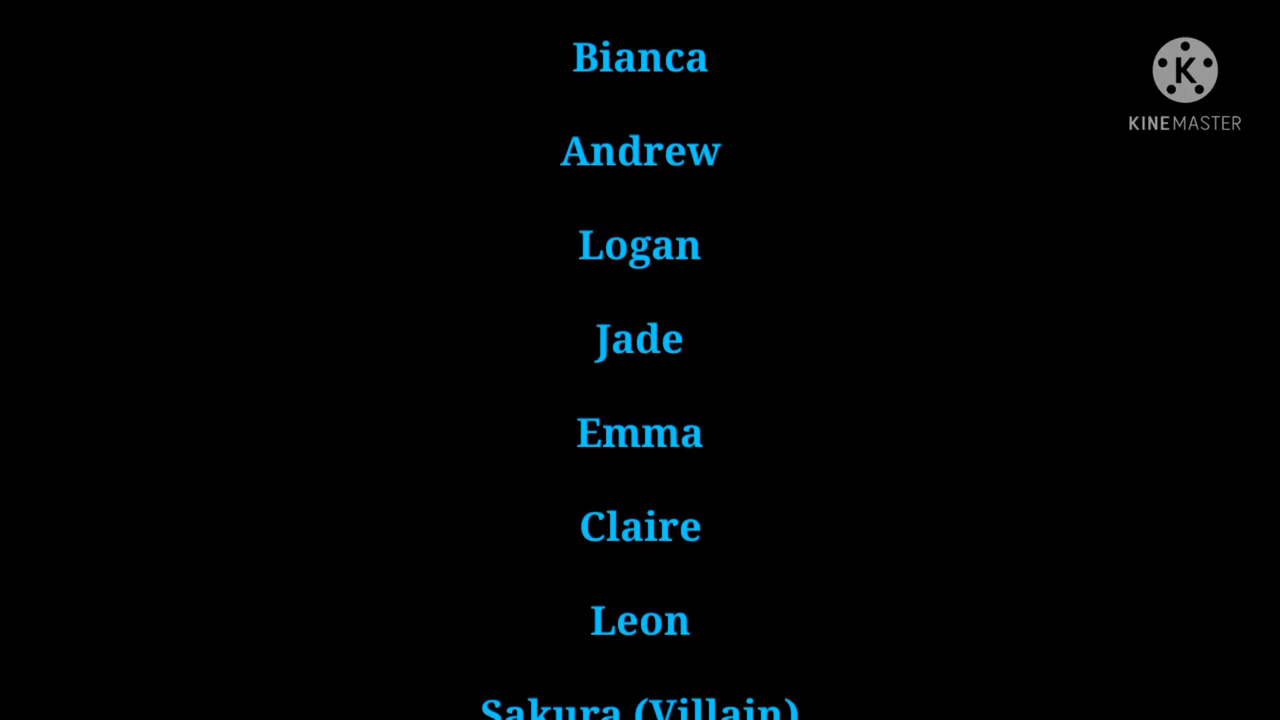 Bianca
K
KINEMASTER
Andrew
Logan
Jade
Emma
Claire
Leon
Sakura (Villain)